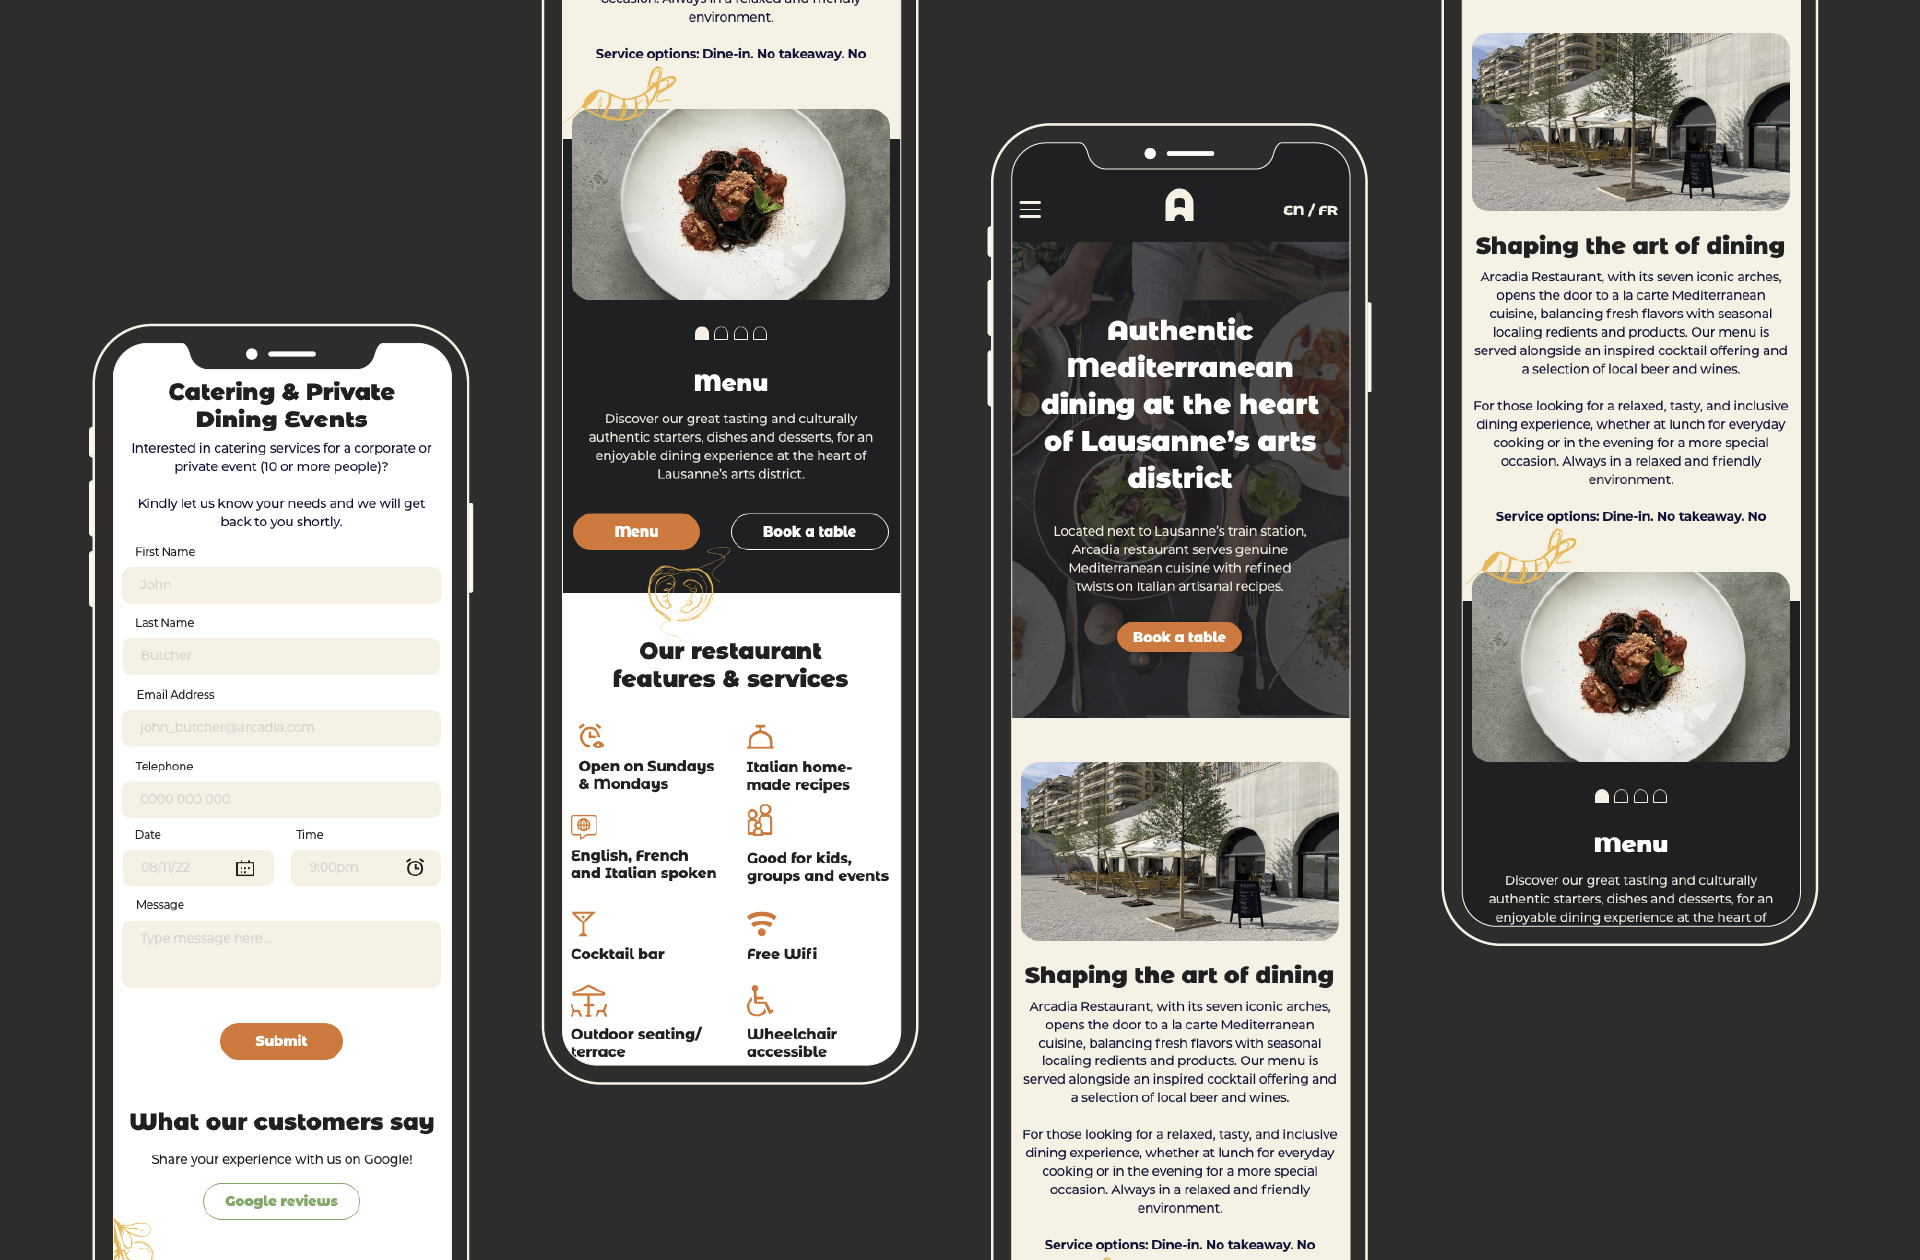 Catering & Private
Dining Events
Interested in catering services for a corporate or
private event (10 or more people)?
Kindly let us know your needs and we will get
back to you shortly.
First Name
John
Last Name
Butcher
Email Address
john_butcher@arcadia.com
Telephone
0000 000 000
Date
Time
08/11/22
9:00pm
Message
Type message here...
Submit
What our customers say
Share your experience with us on Google!
Google reviews
occasion. Always in a relaxed and friendly
environment.
Service options: Dine-in. No takeaway. No
Menu
Discover our great tasting and culturally
authentic starters, dishes and desserts, for an
enjoyable dining experience at the heart of
Lausanne's arts district.
Menu
Book a table
Our restaurant
features & services
Open on Sundays
& Mondays
Italian home-
made recipes
English, French
and Italian spoken
Good for kids,
groups and events
Cocktail bar
Free Wifi
Outdoor seating/
terrace
Wheelchair
accessible
A
EN / FR
Authentic
Mediterranean
dining at the heart
of Lausanne's arts
district
Located next to Lausanne's train station,
Arcadia restaurant serves genuine
Mediterranean cuisine with refined
twists on Italian artisanal recipes.
Book a table
Shaping the art of dining
Arcadia Restaurant, with its seven iconic arches,
opens the door to a la carte Mediterranean
cuisine, balancing fresh flavors with seasonal
localing redients and products. Our menu is
served alongside an inspired cocktail offering and
a selection of local beer and wines.
For those looking for a relaxed, tasty, and inclusive
dining experience, whether at lunch for everyday
cooking or in the evening for a more special
occasion. Always in a relaxed and friendly
environment.
Service options: Dine-in. No takeaway. No
Shaping the art of dining
Arcadia Restaurant, with its seven iconic arches,
opens the door to a la carte Mediterranean
cuisine, balancing fresh flavors with seasonal
localing redients and products. Our menu is
served alongside an inspired cocktail offering and
a selection of local beer and wines.
For those looking for a relaxed, tasty, and inclusive
dining experience, whether at lunch for everyday
cooking or in the evening for a more special
occasion. Always in a relaxed and friendly
environment.
Service options: Dine-in. No takeaway. No
Menu
Discover our great tasting and culturally
authentic starters, dishes and desserts, for an
enjoyable dining experience at the heart of